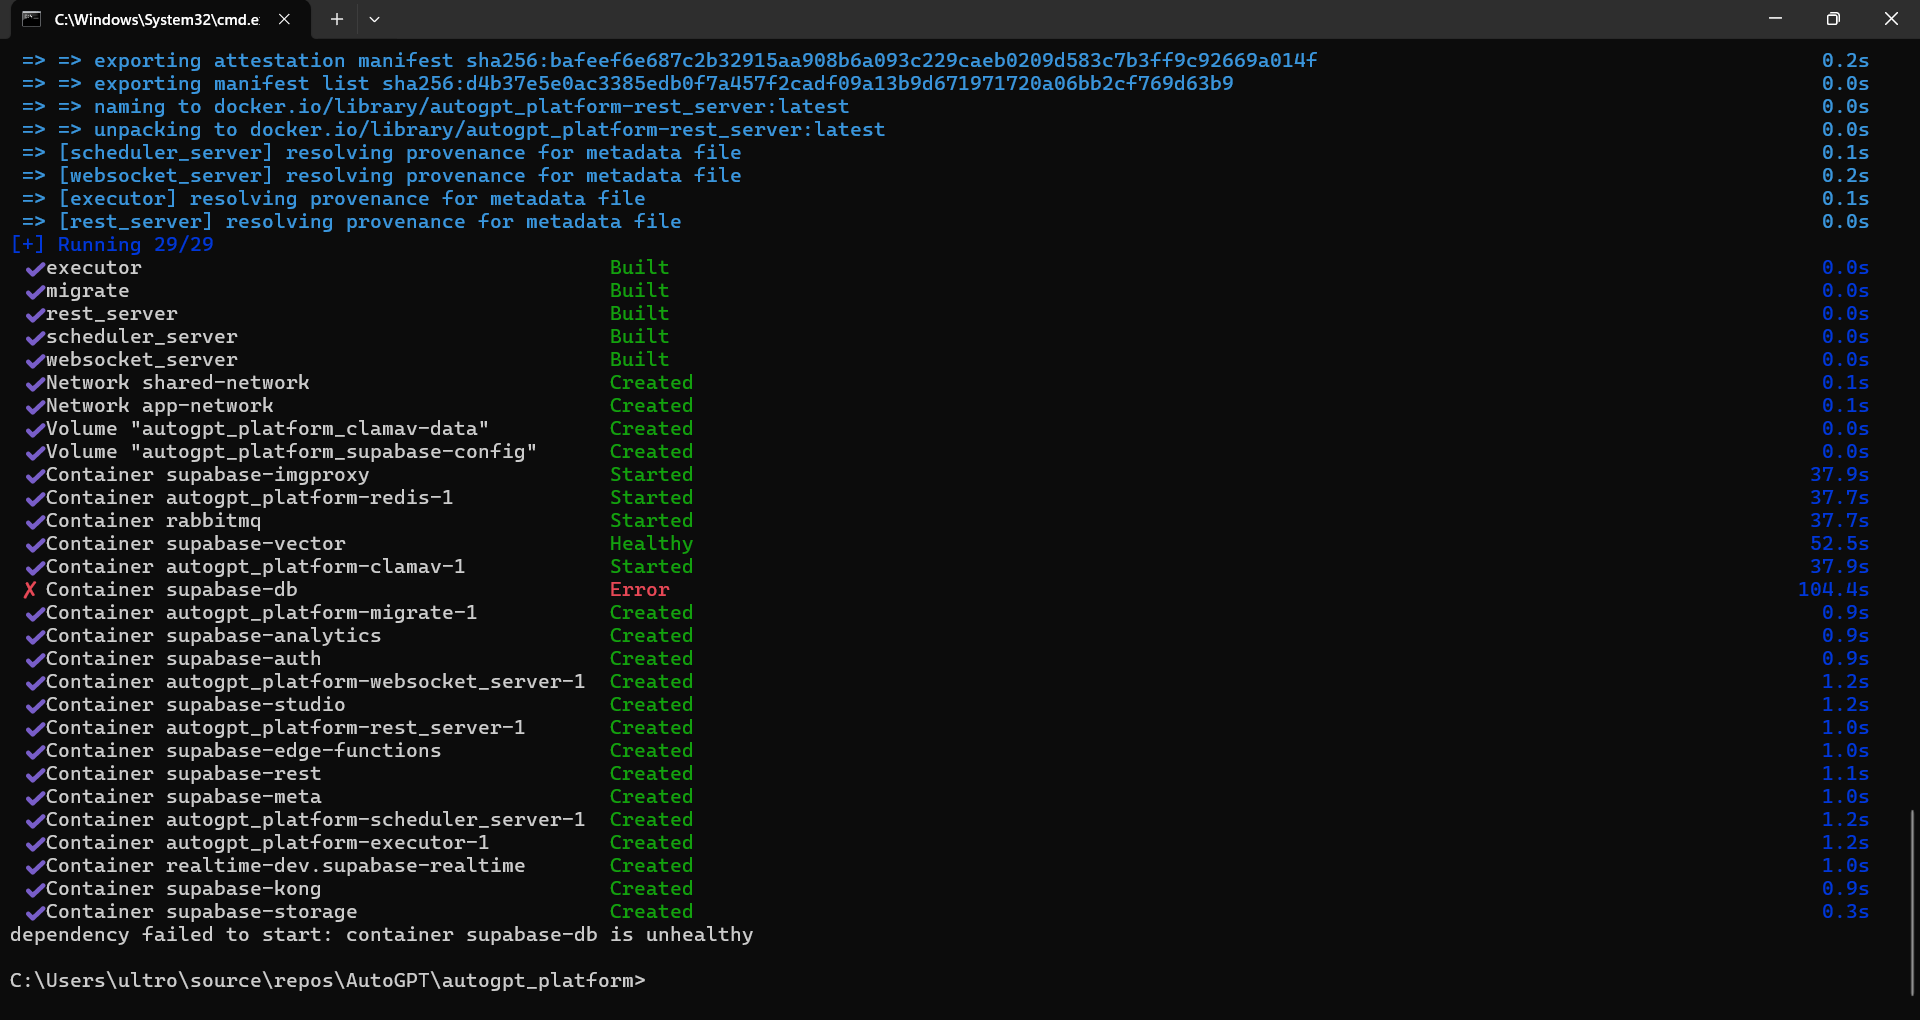 C:\Windows\System32\cmd.e
=> => exporting attestation manifest sha256:bafeef6e687c2b32915aa908b6a093c229caeb0209d583c7b3ff9c92669a014f 0.2s
=> => exporting manifest list sha256:d4b37e5e0ac3385edb0f7a457f2cadf09a13b9d671971720a06bb2cf769d63b9 0.0s
=> => naming to docker.io/library/autogpt_platform-rest_server:latest 0.0s
=> => unpacking to docker.io/library/autogpt_platform-rest_server:latest 0.0s
=> [scheduler_server] resolving provenance for metadata file 0.1s
=> [websocket_server] resolving provenance for metadata file 0.2s
=> [executor] resolving provenance for metadata file 0.1s
=> [rest_server] resolving provenance for metadata file 0.0s
[+] Running 29/29
✔executor Built 0.0s
✔migrate Built 0.0s
✔rest_server Built 0.0s
✔scheduler_server Built 0.0s
✔websocket_server Built 0.0s
✔Network shared-network Created 0.1s
✔Network app-network Created 0.1s
✔Volume "autogpt_platform_clamav-data" Created 0.0s
✔Volume "autogpt_platform_supabase-config" Created 0.0s
✔Container supabase-imgproxy Started 37.9s
✔Container autogpt_platform-redis-1 Started 37.7s
✔Container rabbitmq Started 37.7s
✔Container supabase-vector Healthy 52.5s
✔Container autogpt_platform-clamav-1 Started 37.9s
✘ Container supabase-db Error 104.4s
✔Container autogpt_platform-migrate-1 Created 0.9s
✔Container supabase-analytics Created 0.9s
✔Container supabase-auth Created 0.9s
✔Container autogpt_platform-websocket_server-1 Created 1.2s
✔Container supabase-studio Created 1.2s
✔Container autogpt_platform-rest_server-1 Created 1.0s
✔Container supabase-edge-functions Created 1.0s
✔Container supabase-rest Created 1.1s
✔Container supabase-meta Created 1.0s
✔Container autogpt_platform-scheduler_server-1 Created 1.2s
✔Container autogpt_platform-executor-1 Created 1.2s
✔Container realtime-dev.supabase-realtime Created 1.0s
✔Container supabase-kong Created 0.9s
✔Container supabase-storage Created 0.3s
dependency failed to start: container supabase-db is unhealthy
C:\Users\ultro\source\repos\AutoGPT\autogpt_platform>